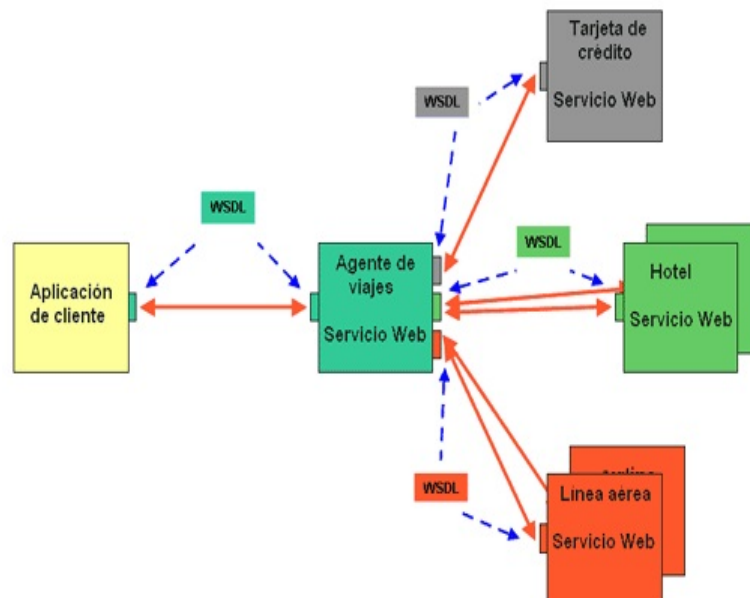 Tarjeta de
crédito
Servicio Web
WSDL
WSDL
WSDL
Aplicación
de cliente
Agente de
viajes
Servicio Web
Hotel
Servicio Web
WSDL
Línea aérea
Servicio Web